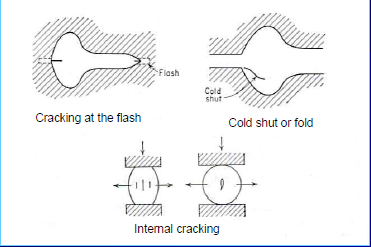 Flash
Cold
shut
Cracking at the flash
Cold shut or fold
Internal cracking